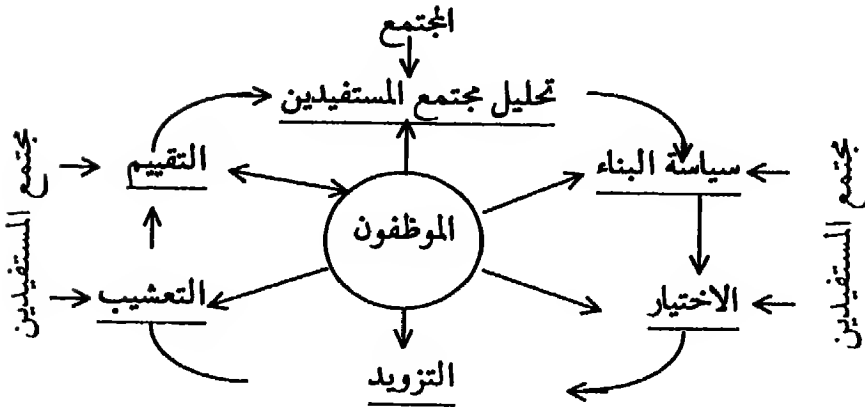 المجتمع
تحليل مجتمع المستفيدين
سياسة البناء
التقييم
مجتمع المستفيدين
مجتمع المستفيدين
الموظفون
الاختيار
التعشيب
التزويد